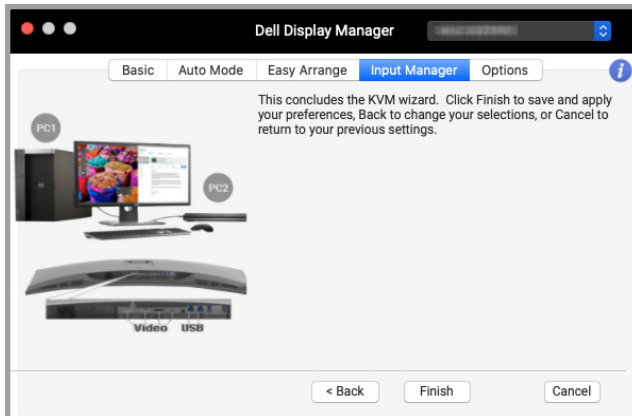 Dell Display Manager
Basic Auto Mode Easy Arrange Input Manager Options
This concludes the KVM wizard. Click Finish to save and apply
your preferences, Back to change your selections, or Cancel to
return to your previous settings.
PC1
PC2
Video USB
< Back Finish Cancel